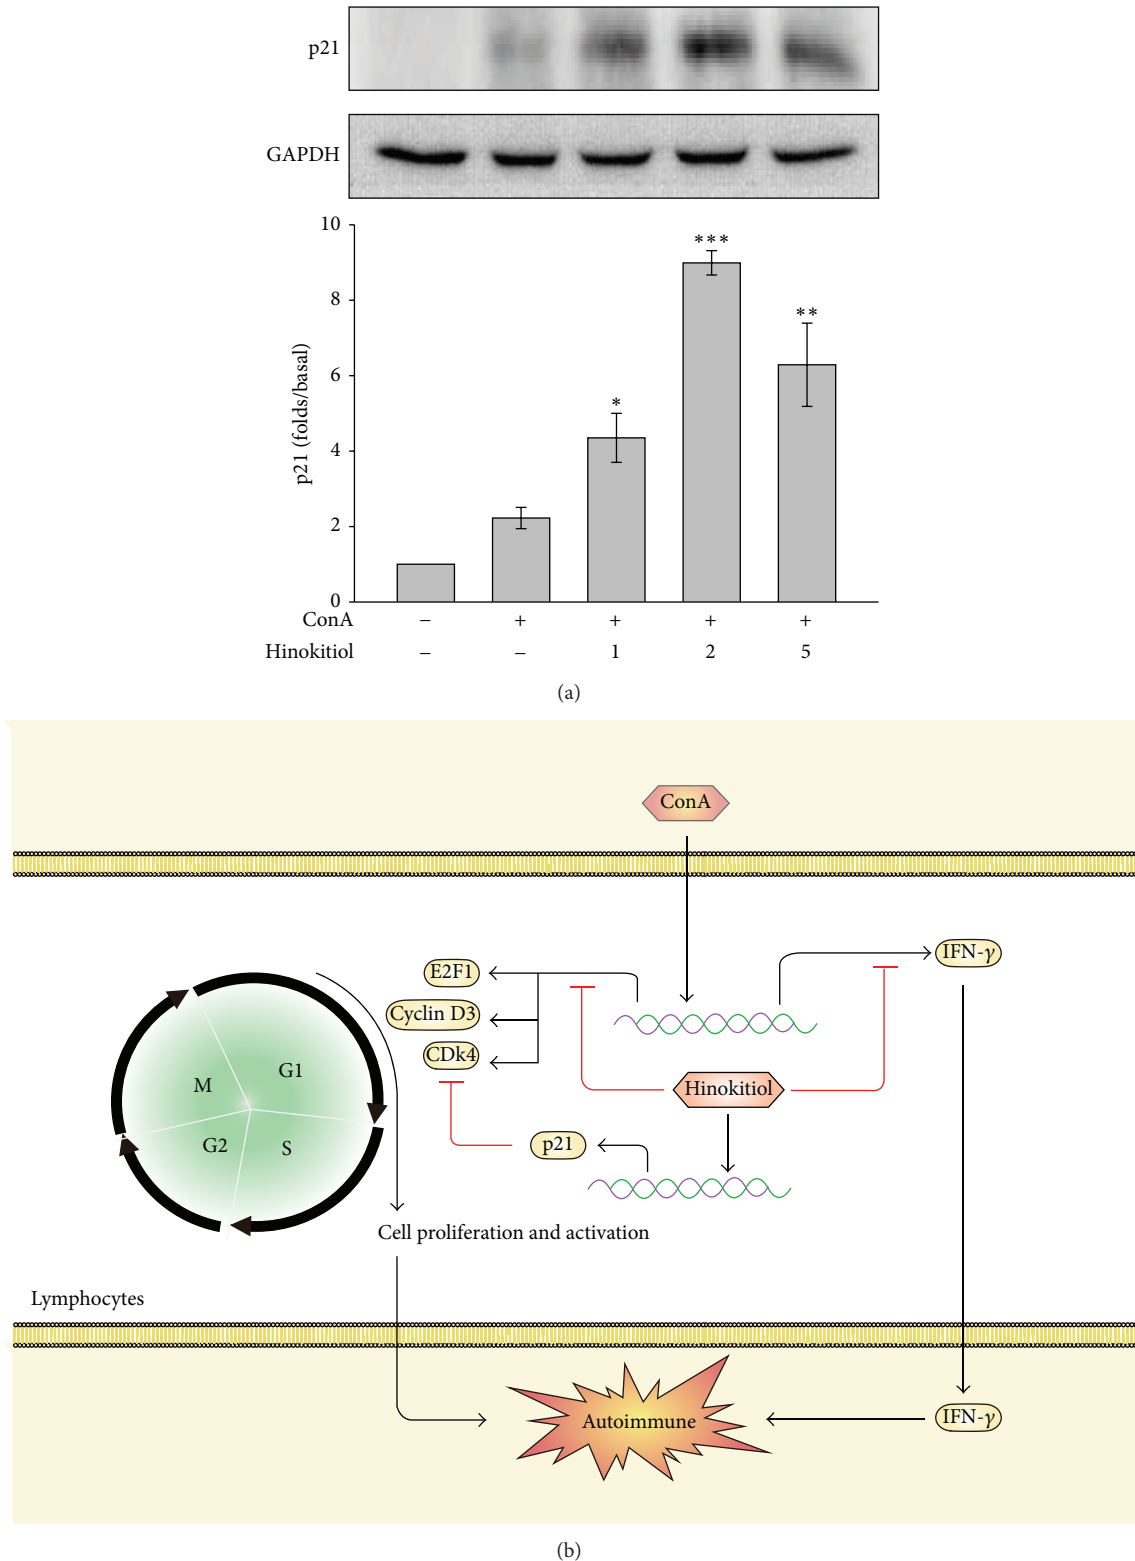 p21
GAPDH
10
8
6
4
2
0
p21 (folds/basal)
*
***
**
ConA − + + + +
Hinokitiol − − 1 2 5
(a)
ConA
E2F1
IFN-γ
Cyclin D3
CDk4
G1
M
Hinokitiol
G2
S
p21
Cell proliferation and activation
Lymphocytes
Autoimmune
IFN-γ
(b)